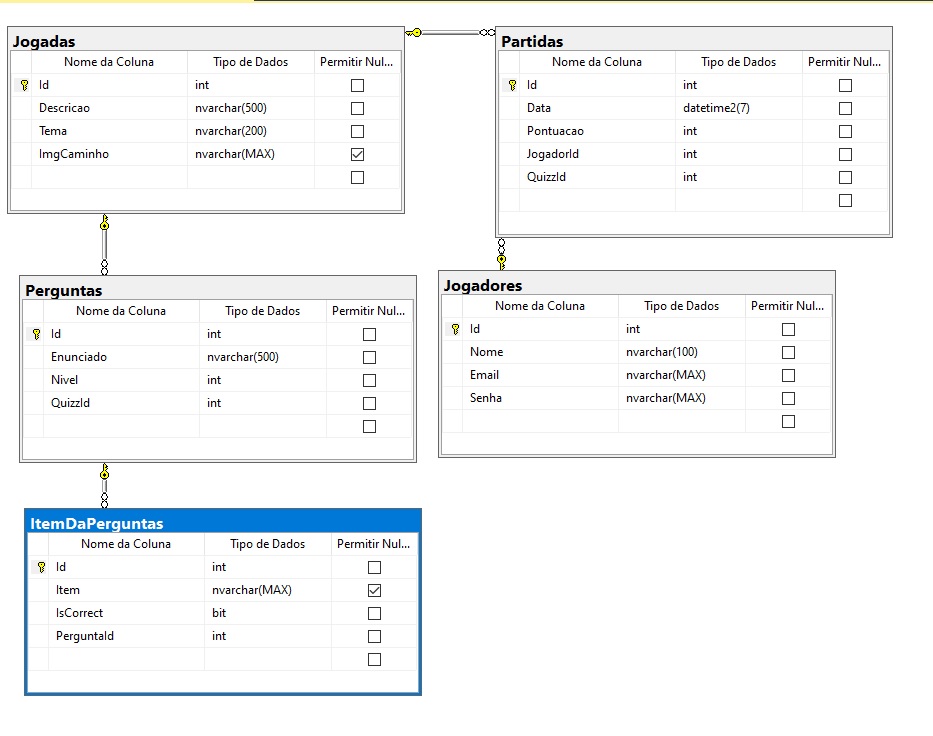 Jogadas
Nome da Coluna Tipo de Dados Permitir Nul...
Id int
Descricao nvarchar(500)
Tema nvarchar(200)
ImgCaminho nvarchar(MAX)
Partidas
Nome da Coluna Tipo de Dados Permitir Nul...
Id int
Data datetime2(7)
Pontuacao int
JogadorId int
QuizzId int
Perguntas
Nome da Coluna Tipo de Dados Permitir Nul...
Id int
Enunciado nvarchar(500)
Nivel int
QuizzId int
Jogadores
Nome da Coluna Tipo de Dados Permitir Nul...
Id int
Nome nvarchar(100)
Email nvarchar(MAX)
Senha nvarchar(MAX)
ItemDaPerguntas
Nome da Coluna Tipo de Dados Permitir Nul...
Id int
Item nvarchar(MAX)
IsCorrect bit
PerguntaId int